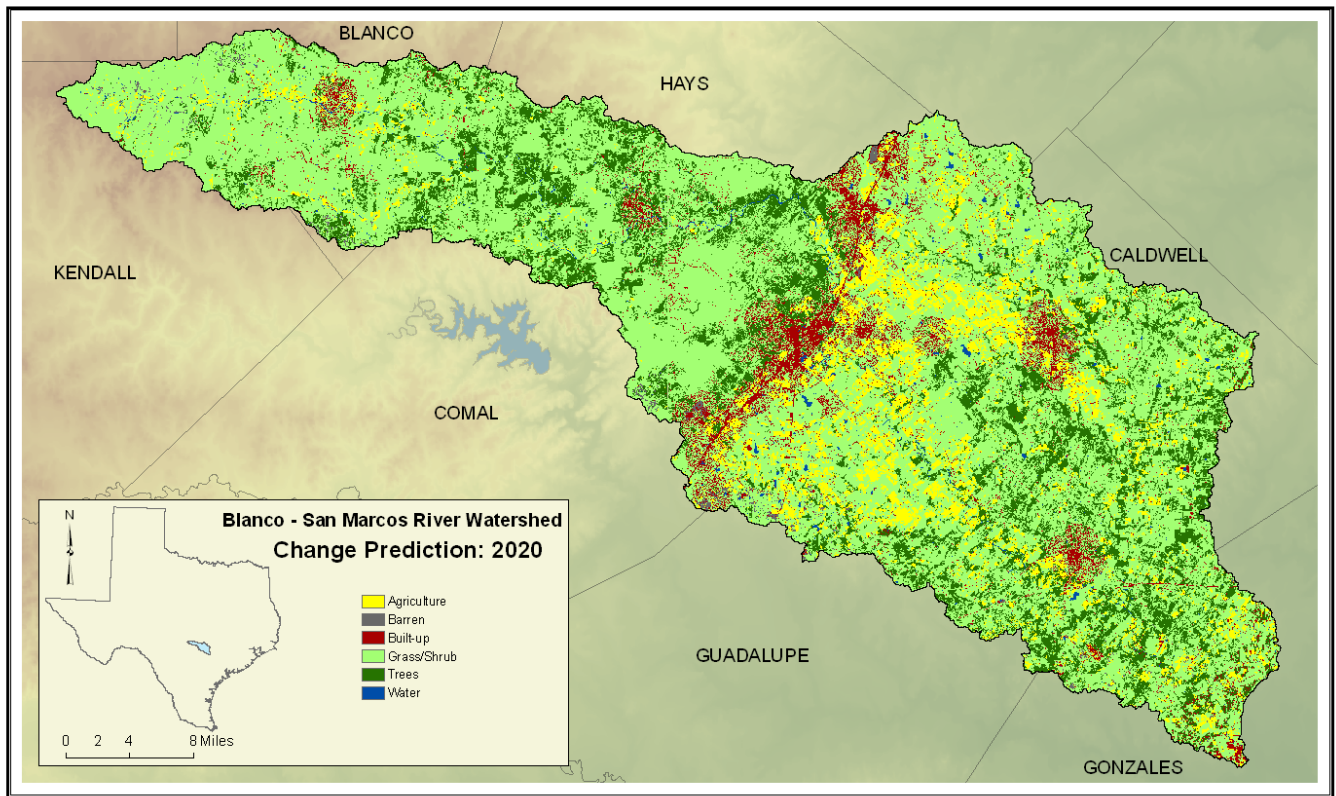 BLANCO
HAYS
CALDWELL
KENDALL
COMAL
GUADALUPE
GONZALES
N
Blanco - San Marcos River Watershed
Change Prediction: 2020
Agriculture
Barren
Built-up
Grass/Shrub
Trees
Water
0 2 4 8 Miles